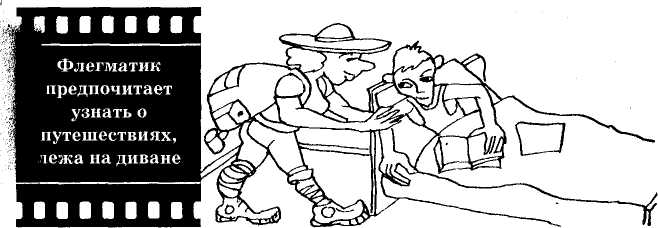 Флегматик
предпочитает
узнать о
путешествиях,
лежа на диване